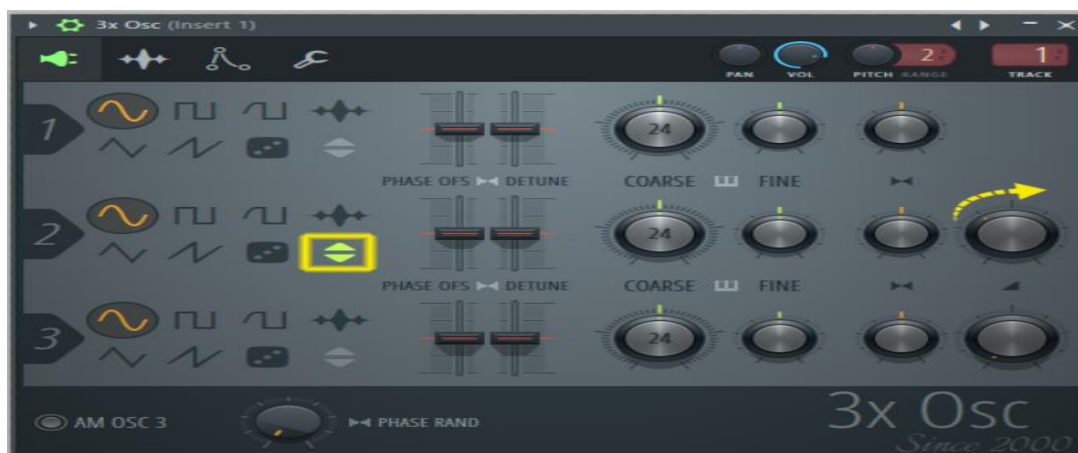 3x Osc (Insert 1)
PAN VOL PITCH RANGE 2 TRACK 1
1 24
PHASE OFS DETUNE COARSE FINE
2 24
PHASE OFS DETUNE COARSE FINE
3 24
AM OSC 3 PHASE RAND
3x Osc
Since 2000